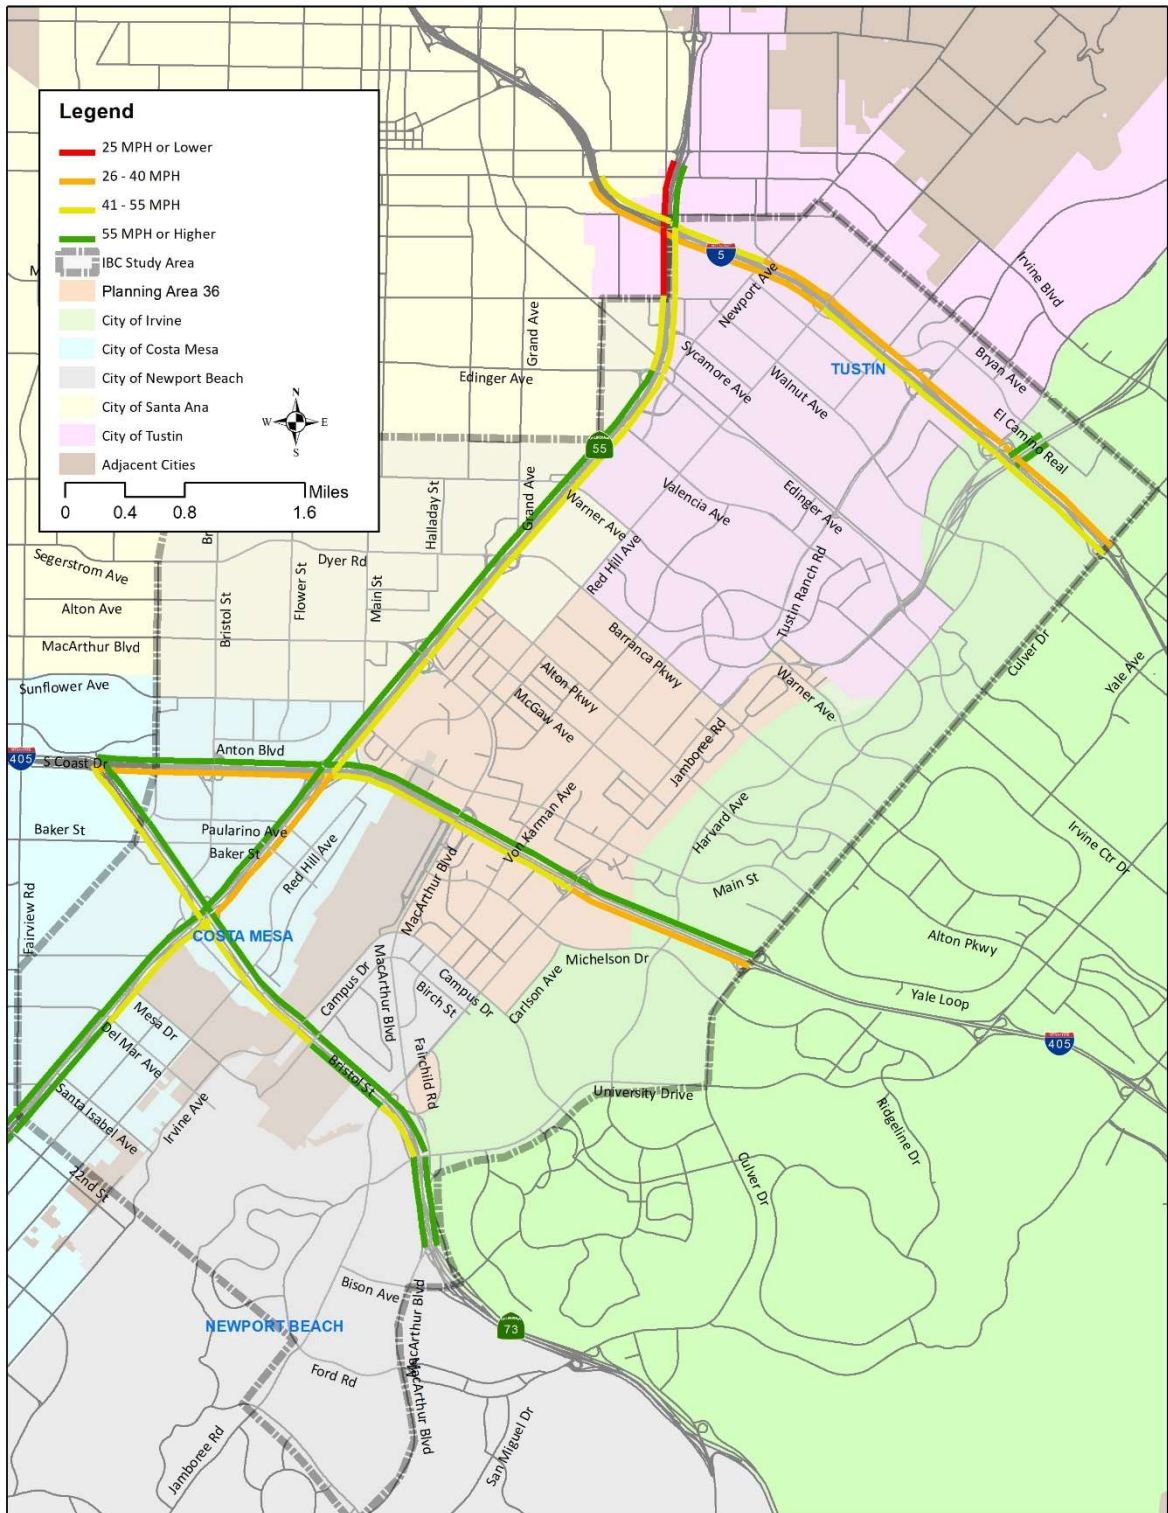 Legend
25 MPH or Lower
26 - 40 MPH
41 - 55 MPH
55 MPH or Higher
IBC Study Area
Planning Area 36
City of Irvine
City of Costa Mesa
City of Newport Beach
City of Santa Ana
City of Tustin
Adjacent Cities
N
W E
S
Miles
0 0.4 0.8 1.6
5
Irvine Blvd
Newport Ave
Grand Ave
Sycamore Ave
Bryan Ave
TUSTIN
Walnut Ave
Edinger Ave
El Camino Real
55
Grand Ave
Halladay St
Valencia Ave
Edinger Ave
Warner Ave
Br
Dyer Rd
Segerstrom Ave
Flower St
Main St
Red Hill Ave
Tustin Ranch Rd
Alton Ave
Bristol St
MacArthur Blvd
Barranca Pkwy
Culver Dr
Yale Ave
Sunflower Ave
Alton Pkwy
Warner Ave
McGaw Ave
Jamboree Rd
405
S Coast Dr
Anton Blvd
Baker St
Paularino Ave
Baker St
Red Hill Ave
Von Karman Ave
Harvard Ave
Irvine Ctr Dr
MacArthur Blvd
Main St
Fairview Rd
COSTA MESA
Alton Pkwy
Michelson Dr
Campus Dr
MacArthur Blvd
Campus Dr
Birch St
Carlson Ave
Yale Loop
Mesa Dr
Del Mar Ave
405
Bristol St
Fairchild Rd
University Drive
Santa Isabel Ave
Irvine Ave
Ridgeline Dr
22nd St
Culver Dr
Bison Ave
MacArthur Blvd
NEWPORT BEACH
73
Ford Rd
MacArthur Blvd
Jamboree Rd
San Miguel Dr